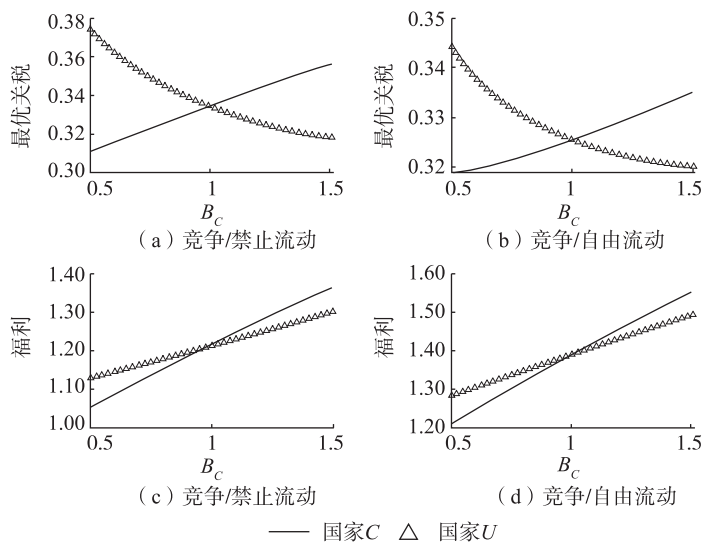 最优关税
0.38
0.36
0.34
0.32
0.30
0.5
1
1.5
B_C
（a）竞争/禁止流动
最优关税
0.35
0.34
0.33
0.32
0.5
1
1.5
B_C
（b）竞争/自由流动
福利
1.40
1.30
1.20
1.10
1.00
0.5
1
1.5
B_C
（c）竞争/禁止流动
福利
1.60
1.50
1.40
1.30
1.20
0.5
1
1.5
B_C
（d）竞争/自由流动
国家C 国家U